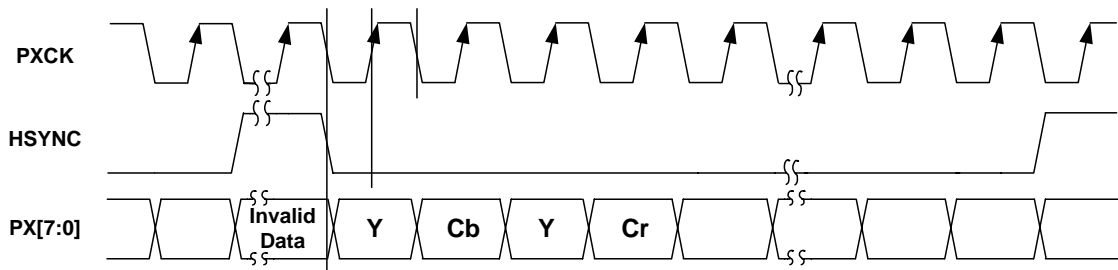 PXCK
HSYNC
PX[7:0]
Invalid
Data
Y
Cb
Y
Cr